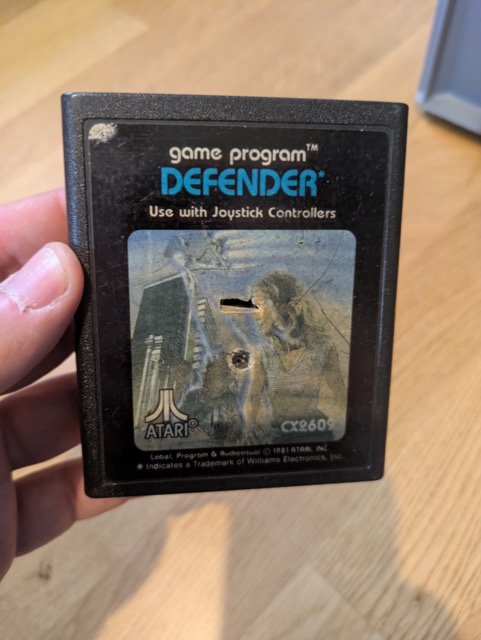 game program™
DEFENDER*
Use with Joystick Controllers
ATARI®
CX2609
Label, Program & Audiovisual © 1981 ATARI, INC.
* Indicates a Trademark of Williams Electronics, Inc.